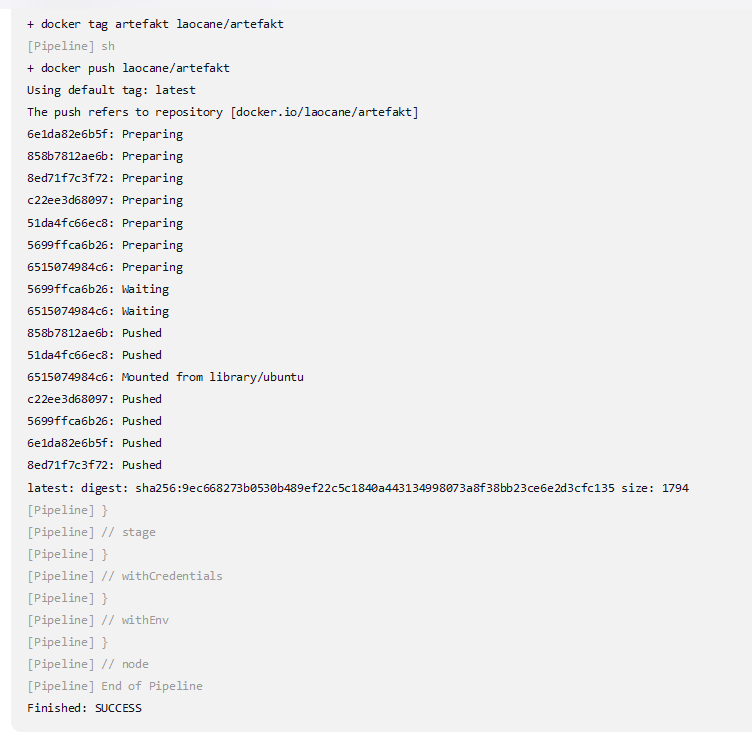 + docker tag artefakt laocane/artefakt
[Pipeline] sh
+ docker push laocane/artefakt
Using default tag: latest
The push refers to repository [docker.io/laocane/artefakt]
6e1da82e6b5f: Preparing
858b7812ae6b: Preparing
8ed71f7c3f72: Preparing
c22ee3d68097: Preparing
51da4fc66ec8: Preparing
5699ffca6b26: Preparing
6515074984c6: Preparing
5699ffca6b26: Waiting
6515074984c6: Waiting
858b7812ae6b: Pushed
51da4fc66ec8: Pushed
6515074984c6: Mounted from library/ubuntu
c22ee3d68097: Pushed
5699ffca6b26: Pushed
6e1da82e6b5f: Pushed
8ed71f7c3f72: Pushed
latest: digest: sha256:9ec668273b0530b489ef22c5c1840a443134998073a8f38bb23ce6e2d3cfc135 size: 1794
[Pipeline] }
[Pipeline] // stage
[Pipeline] }
[Pipeline] // withCredentials
[Pipeline] }
[Pipeline] // withEnv
[Pipeline] }
[Pipeline] // node
[Pipeline] End of Pipeline
Finished: SUCCESS